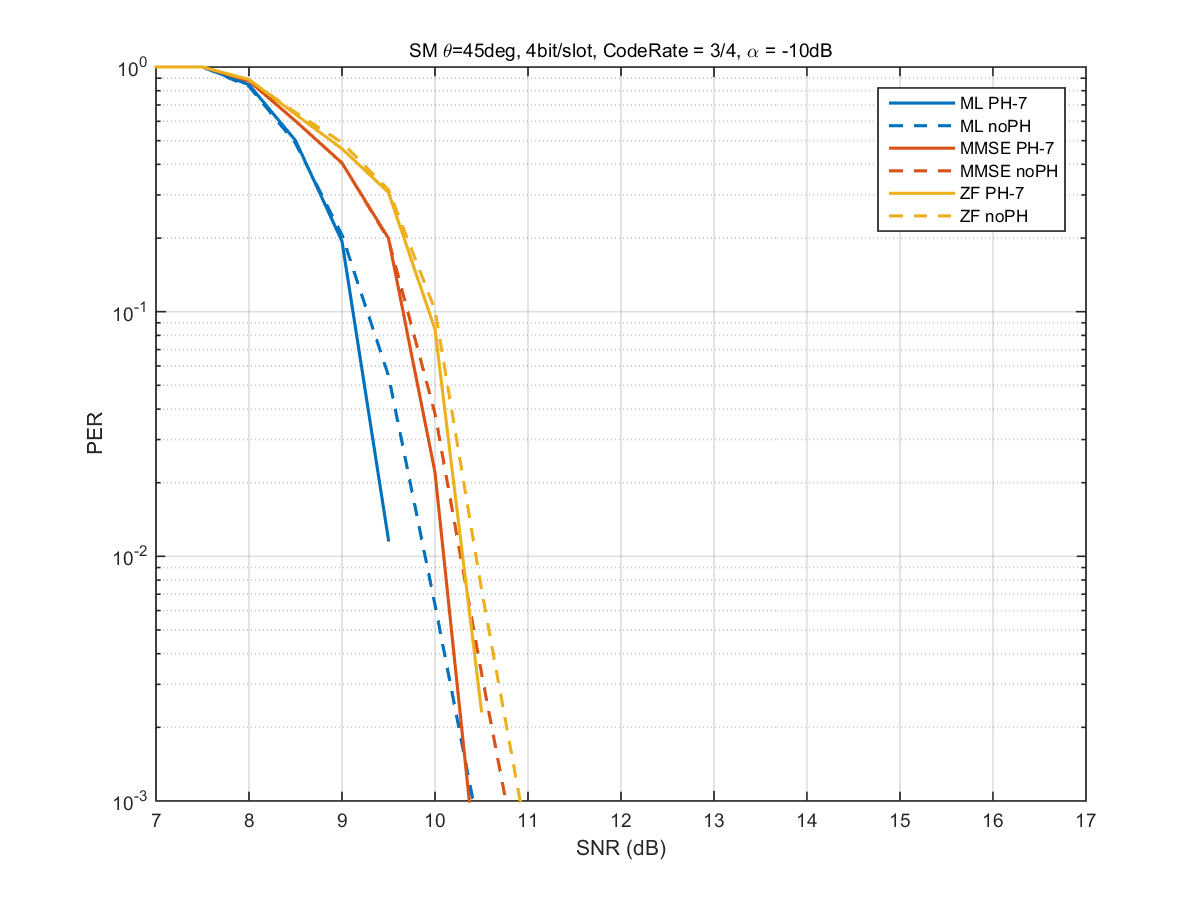 SM θ=45deg, 4bit/slot, CodeRate = 3/4, α = -10dB
10^0
10^-1
10^-2
10^-3
PER
ML PH-7
ML noPH
MMSE PH-7
MMSE noPH
ZF PH-7
ZF noPH
7 8 9 10 11 12 13 14 15 16 17
SNR (dB)